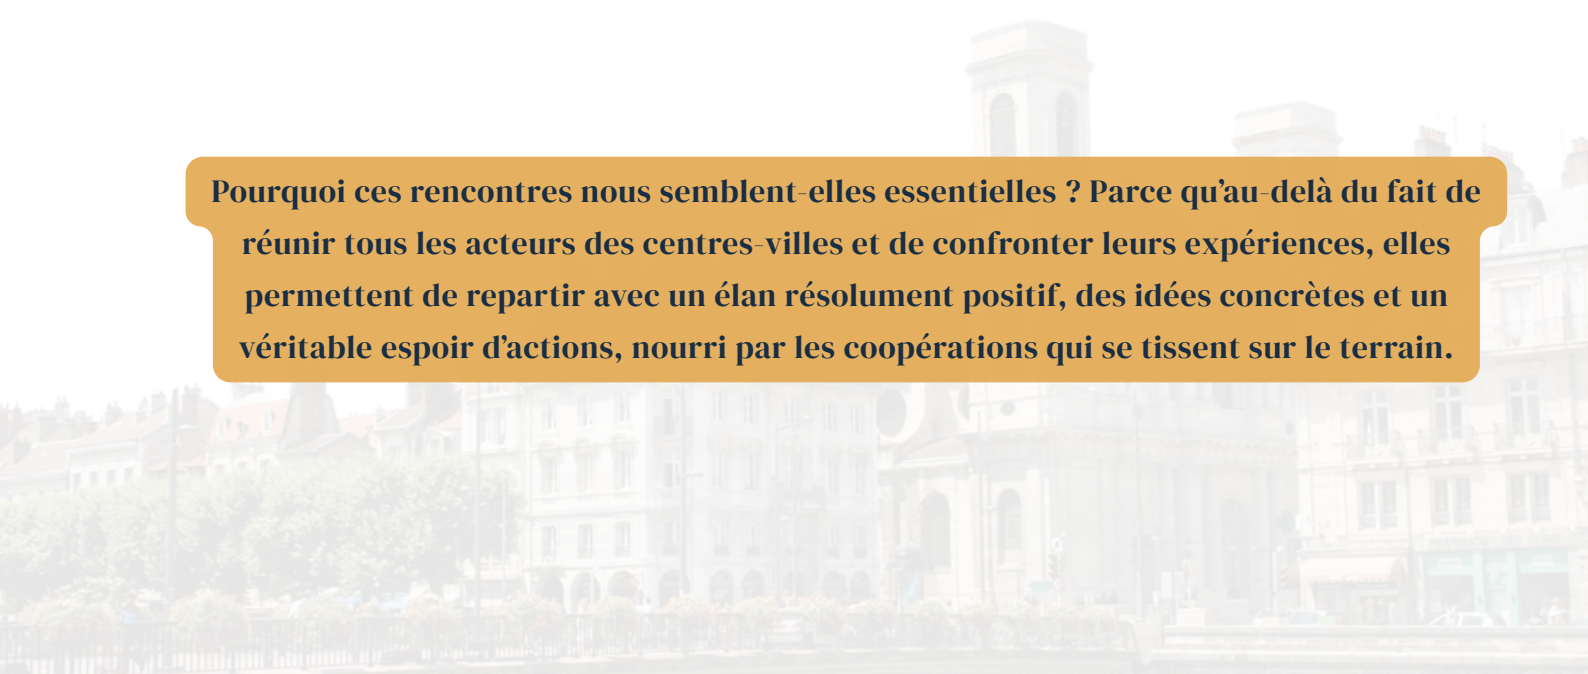 Pourquoi ces rencontres nous semblent-elles essentielles ? Parce qu’au-delà du fait de
réunir tous les acteurs des centres-villes et de confronter leurs expériences, elles
permettent de repartir avec un élan résolument positif, des idées concrètes et un
véritable espoir d’actions, nourri par les coopérations qui se tissent sur le terrain.